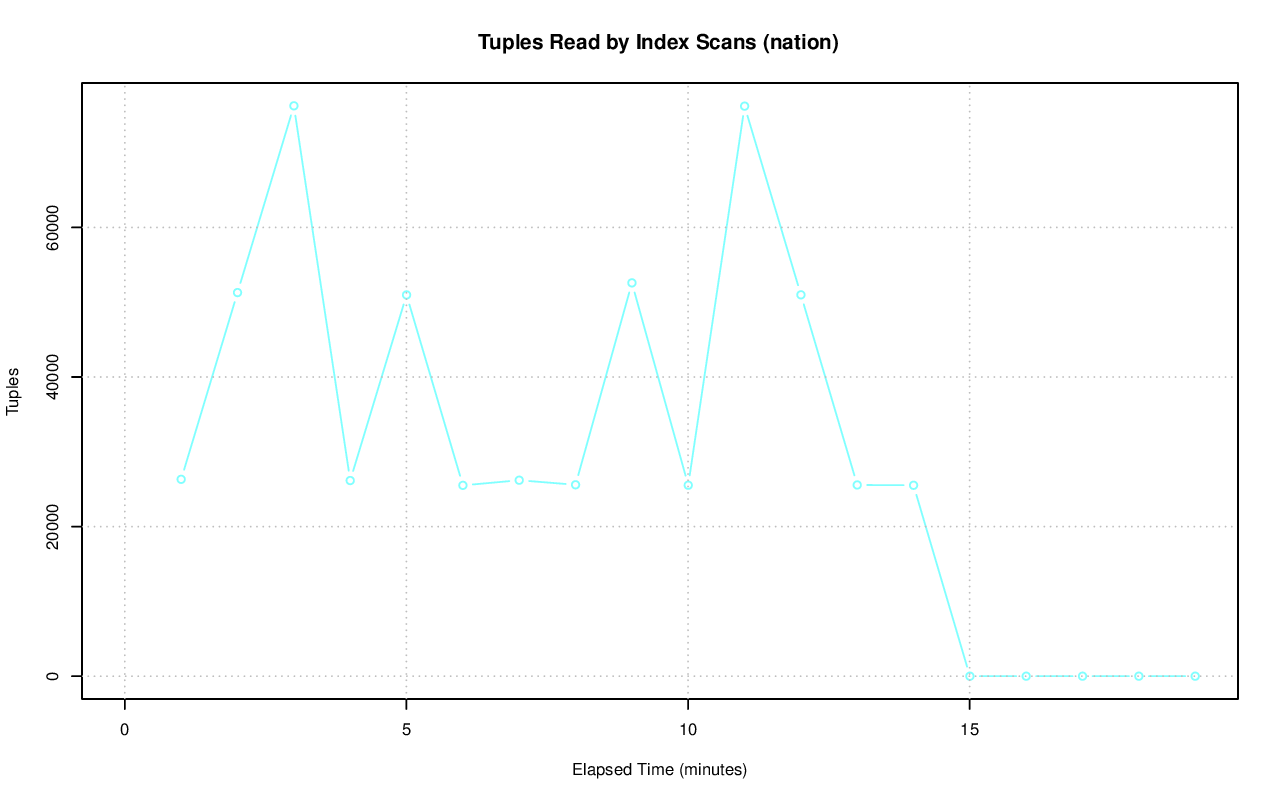 Tuples Read by Index Scans (nation)
Tuples
60000
40000
20000
0
0 5 10 15
Elapsed Time (minutes)